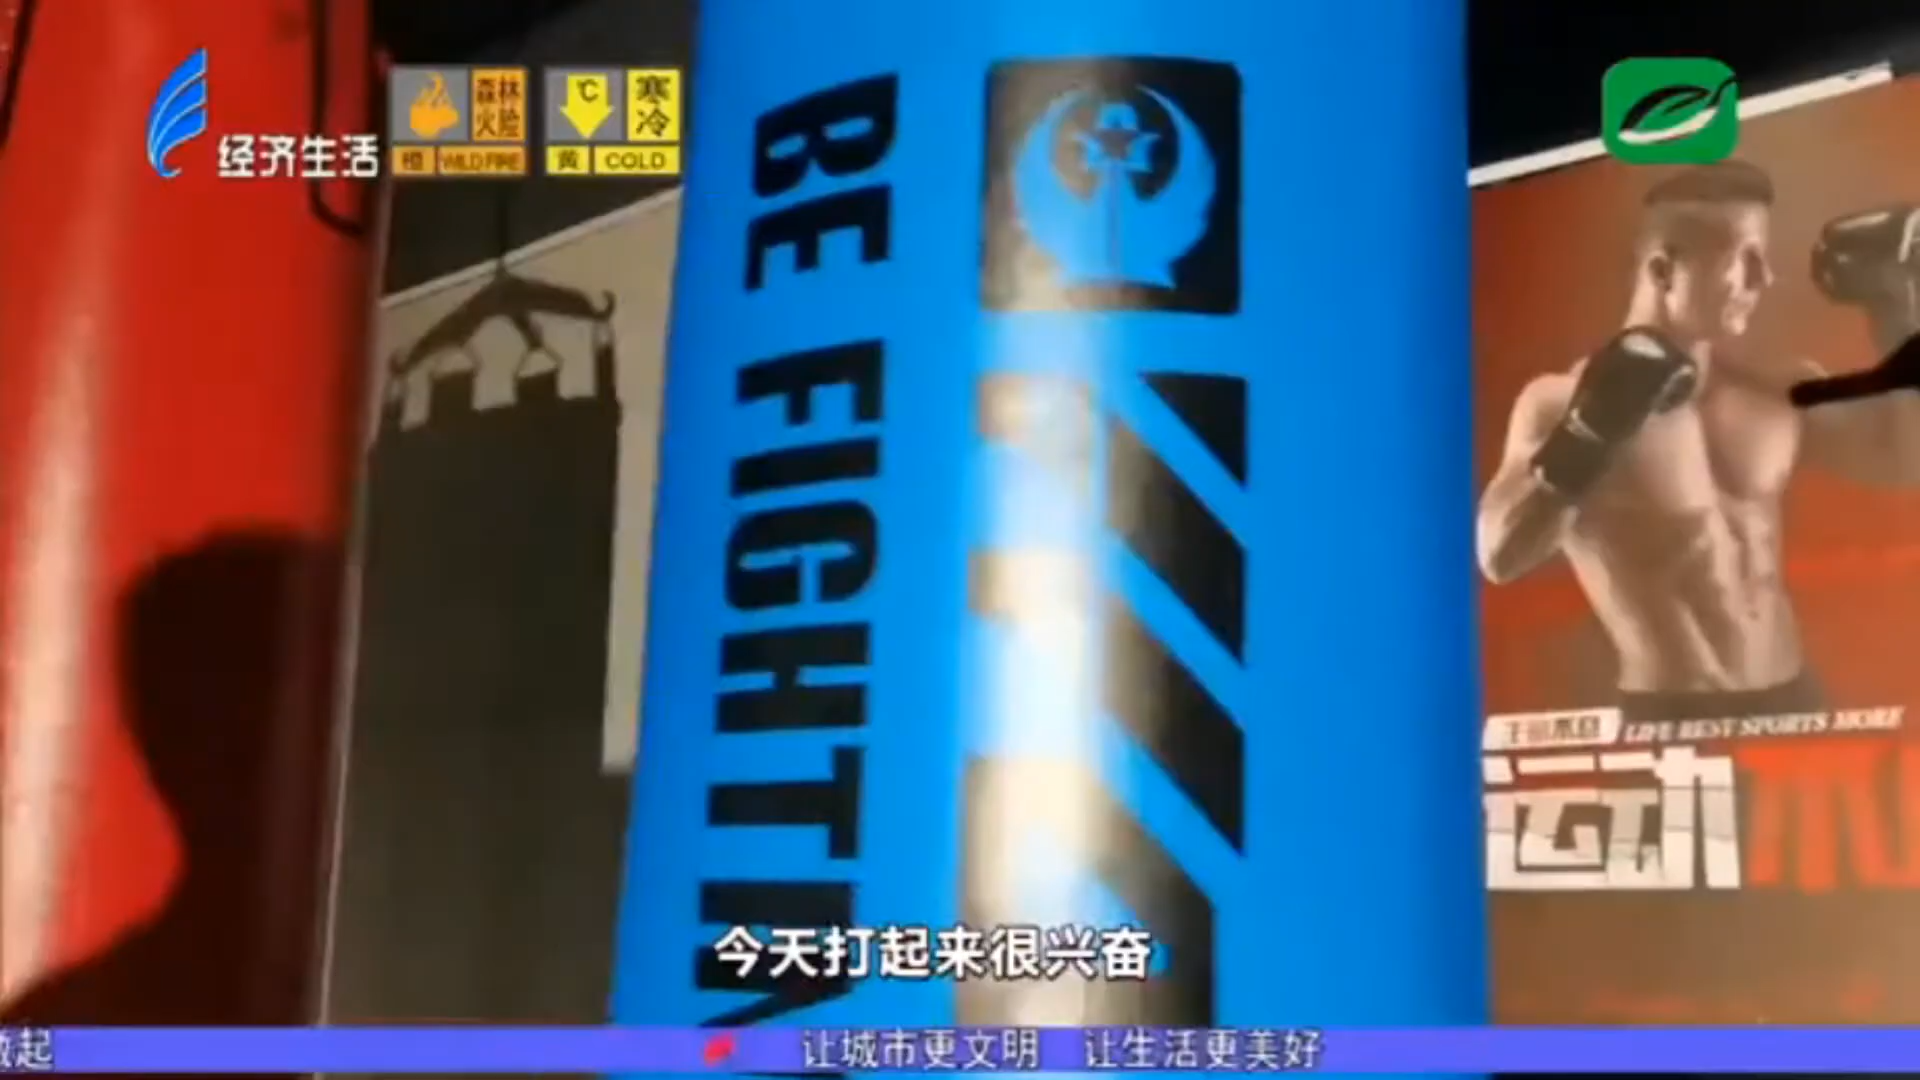 经济生活
森林
火险
橙 WILD FIRE
℃
寒
冷
黄 COLD
BE FIGHTIN
LIFE BEST SPORTS MORE
运动
今天打起来很兴奋
起
让城市更文明 让生活更美好